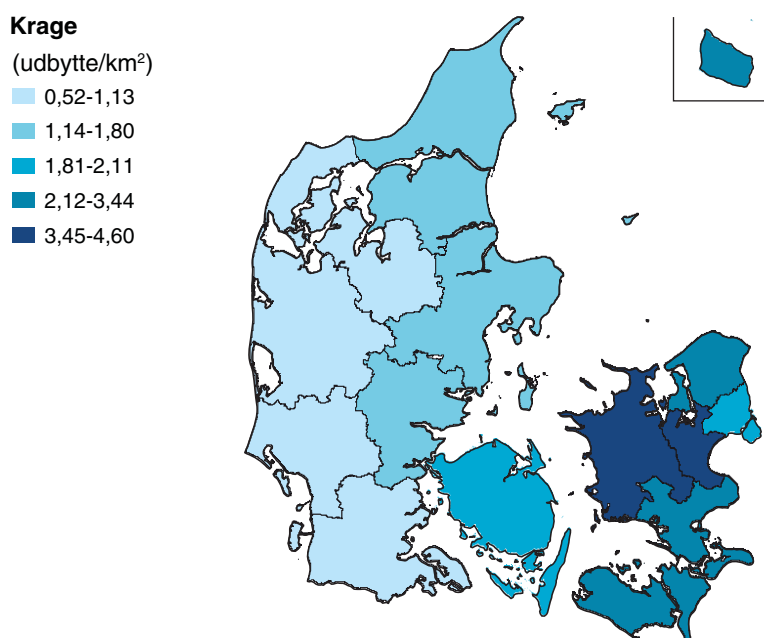 Krage
(udbytte/km²)
0,52-1,13
1,14-1,80
1,81-2,11
2,12-3,44
3,45-4,60